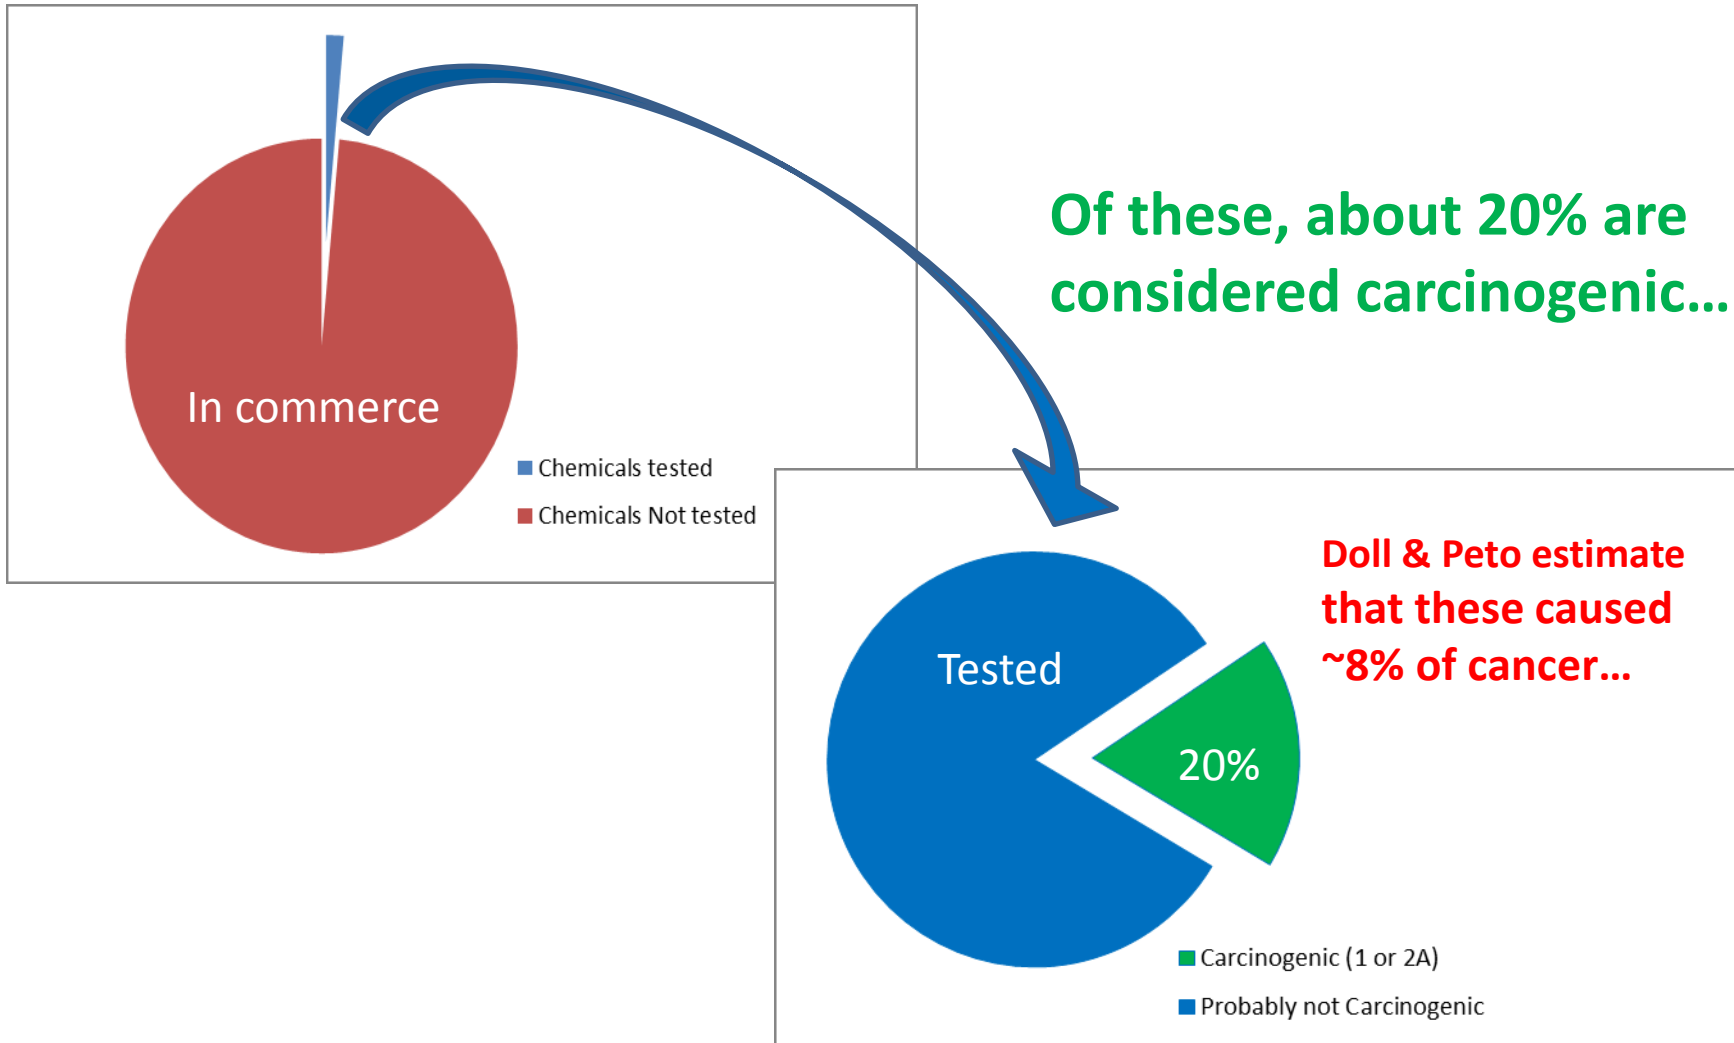 In commerce
Chemicals tested
Chemicals Not tested
Of these, about 20% are
considered carcinogenic…
Doll & Peto estimate
that these caused
~8% of cancer…
Tested
20%
Carcinogenic (1 or 2A)
Probably not Carcinogenic